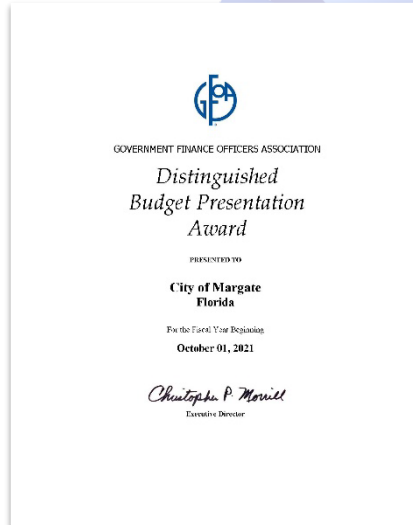 GFOA
GOVERNMENT FINANCE OFFICERS ASSOCIATION
Distinguished
Budget Presentation
Award
PRESENTED TO
City of Margate
Florida
For the Fiscal Year Beginning
October 01, 2021
Christopher P. Morrill
Executive Director